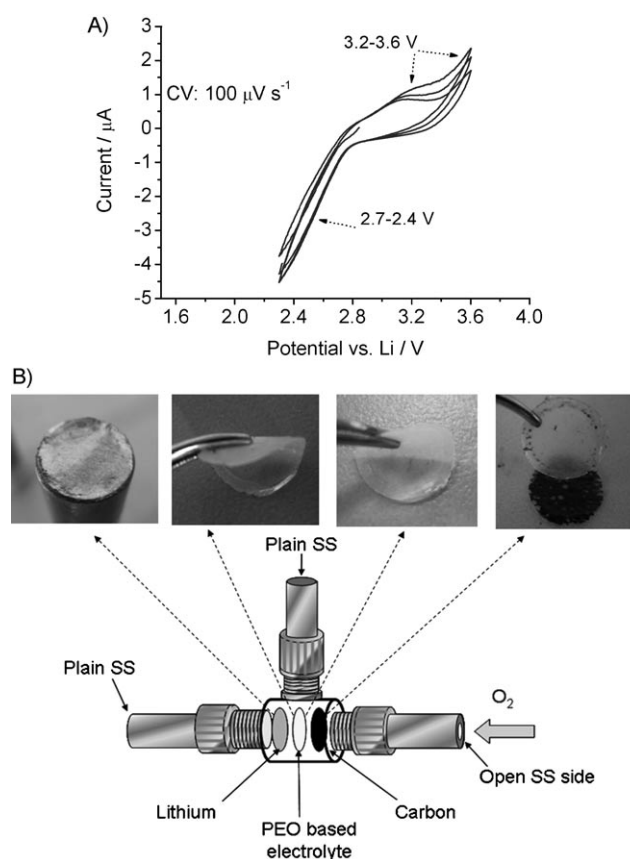 A)
3.2-3.6 V
CV: 100 µV s⁻¹
2.7-2.4 V
Current / µA
3
2
1
0
-1
-2
-3
-4
-5
1.6
2.0
2.4
2.8
3.2
3.6
4.0
Potential vs. Li / V
B)
Plain SS
Plain SS
O₂
Open SS side
Lithium
Carbon
PEO based
electrolyte